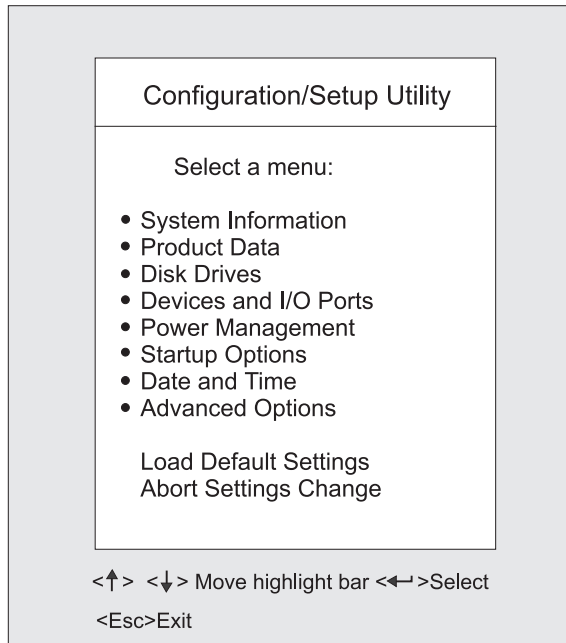 Configuration/Setup Utility
Select a menu:
• System Information
• Product Data
• Disk Drives
• Devices and I/O Ports
• Power Management
• Startup Options
• Date and Time
• Advanced Options
Load Default Settings
Abort Settings Change
<↑> <↓> Move highlight bar <↵>Select
<Esc>Exit